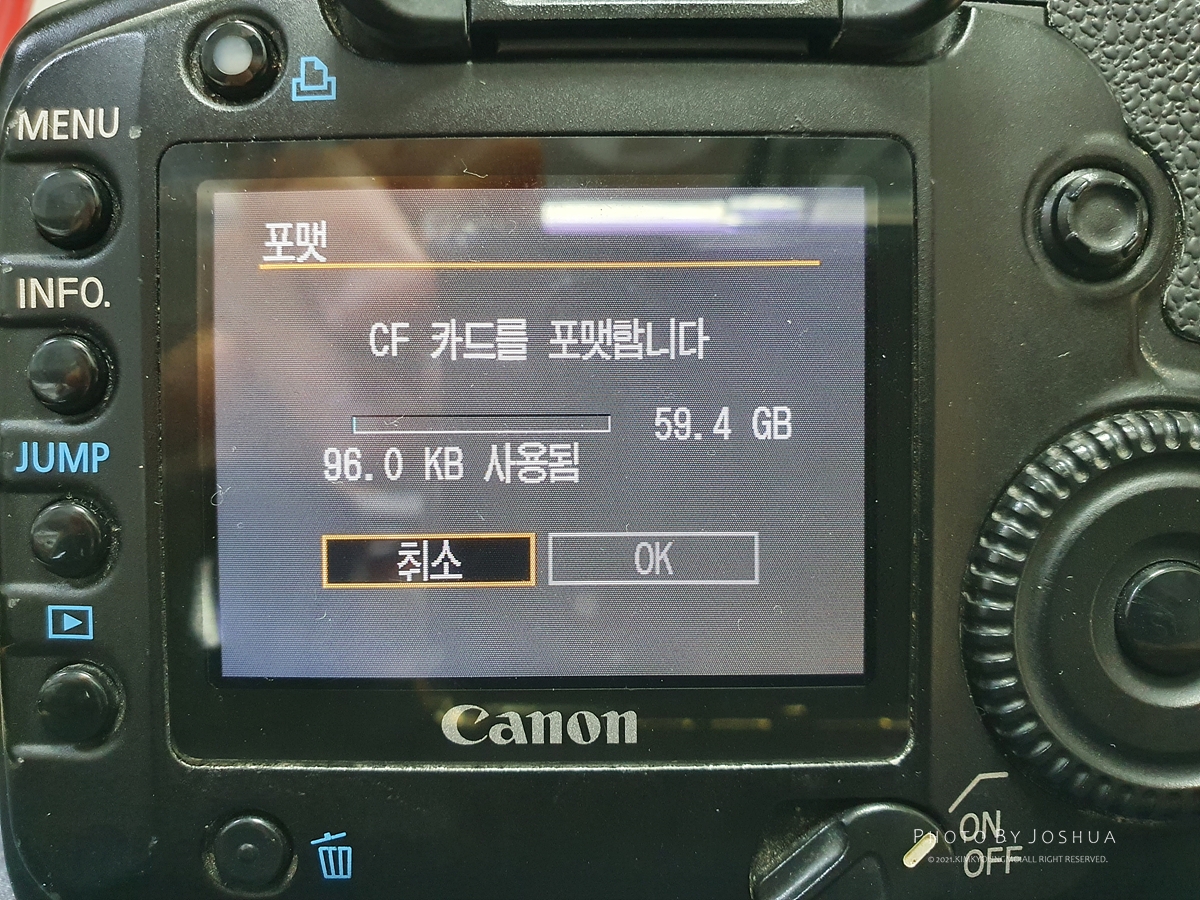 MENU
INFO.
JUMP
포맷
CF 카드를 포맷합니다
59.4 GB
96.0 KB 사용됨
취소
OK
Canon
ON
OFF
PHOTO BY JOSHUA